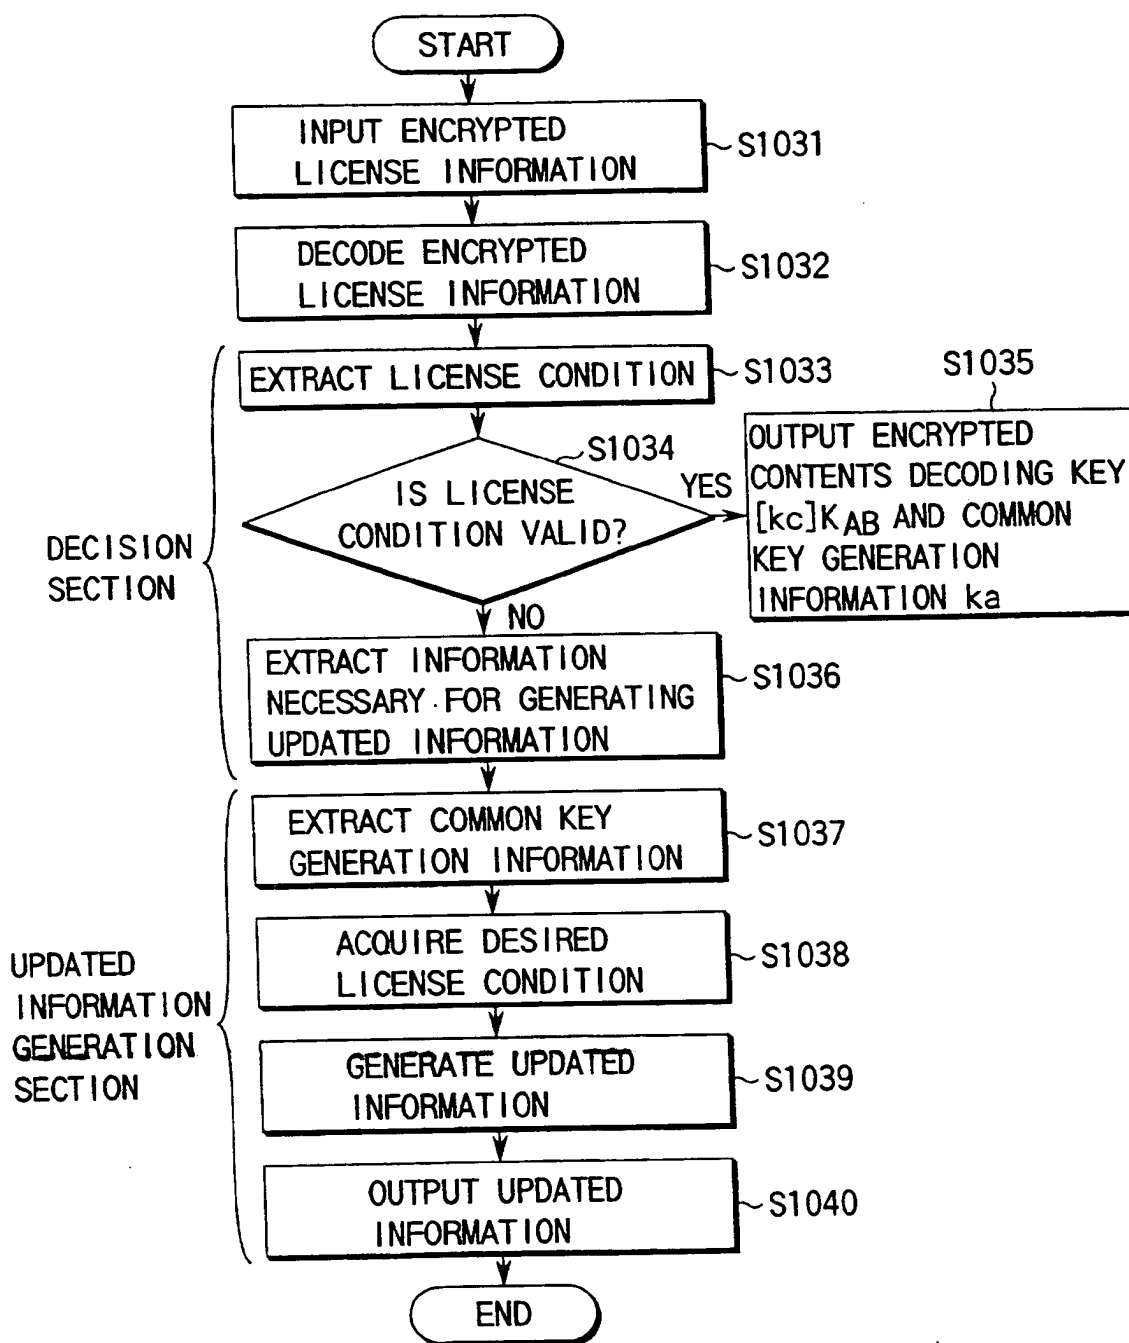 START
INPUT ENCRYPTED
LICENSE INFORMATION
S1031
DECODE ENCRYPTED
LICENSE INFORMATION
S1032
EXTRACT LICENSE CONDITION
S1033
S1034
IS LICENSE
CONDITION VALID?
YES
S1035
OUTPUT ENCRYPTED
CONTENTS DECODING KEY
[kc]KAB AND COMMON
KEY GENERATION
INFORMATION ka
DECISION
SECTION
NO
EXTRACT INFORMATION
NECESSARY FOR GENERATING
UPDATED INFORMATION
S1036
EXTRACT COMMON KEY
GENERATION INFORMATION
S1037
ACQUIRE DESIRED
LICENSE CONDITION
S1038
UPDATED
INFORMATION
GENERATION
SECTION
GENERATE UPDATED
INFORMATION
S1039
OUTPUT UPDATED
INFORMATION
S1040
END